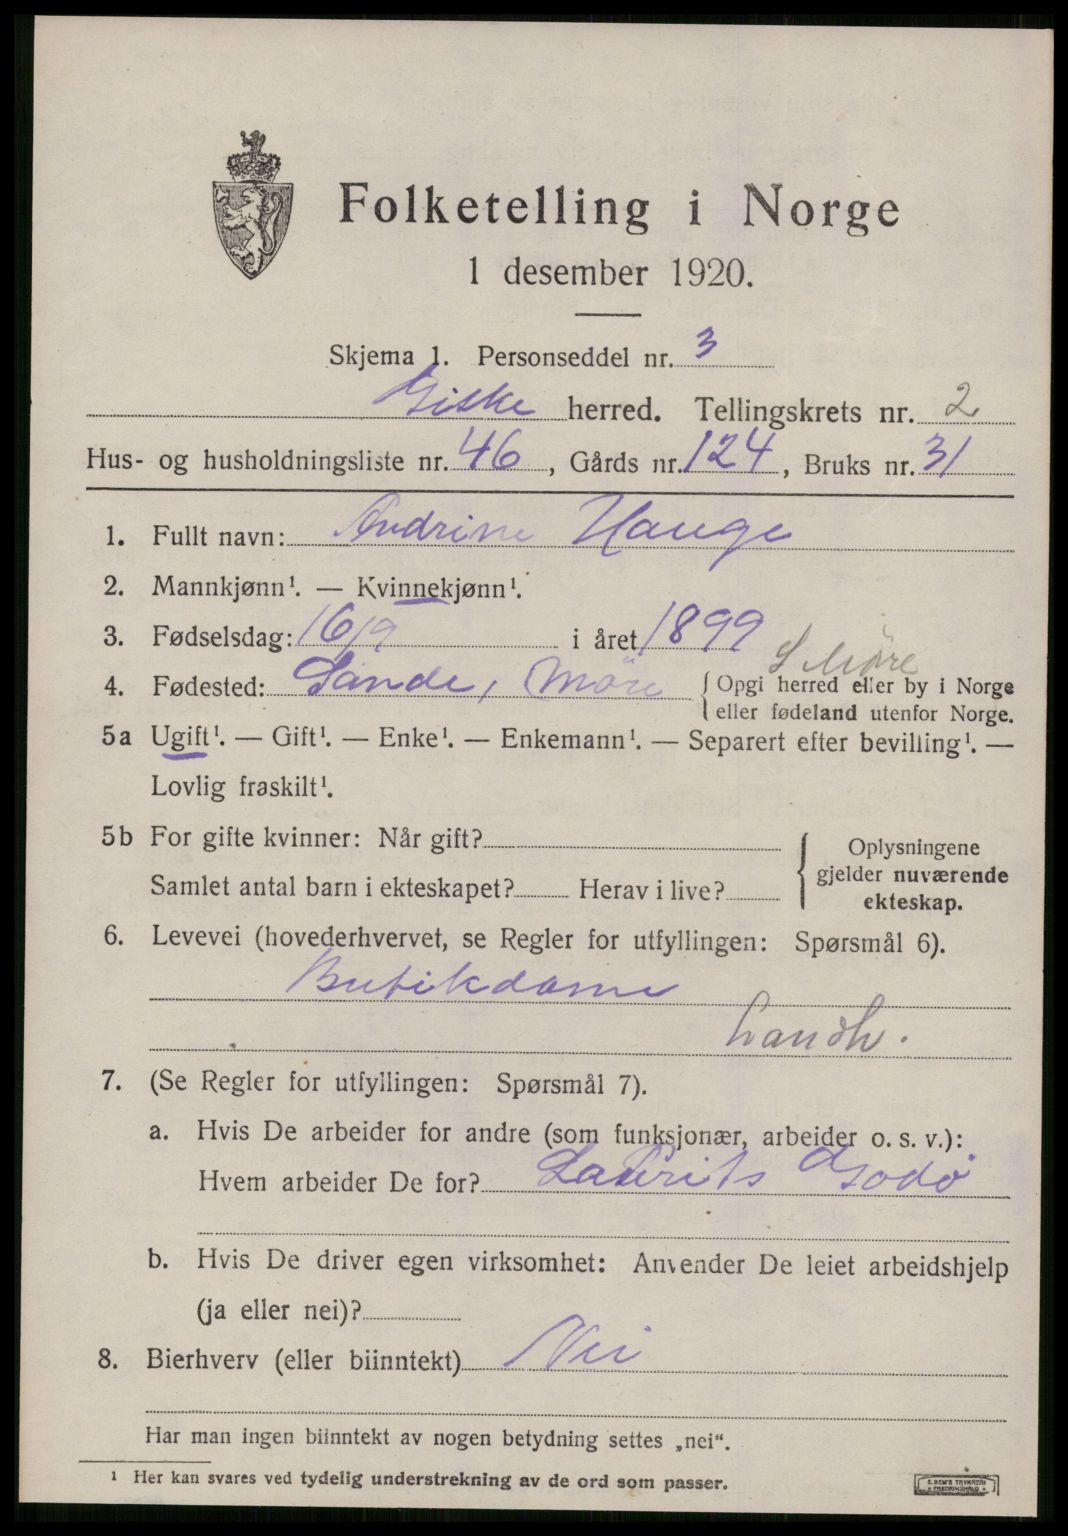 Folketelling i Norge
1 desember 1920.
Skjema 1. Personseddel nr. 3
Giske herred. Tellingskrets nr. 2
Hus- og husholdningsliste nr. 46, Gårds nr. 124, Bruks nr. 31
1. Fullt navn: Andrine Hauge
2. Mannkjønn¹. — Kvinnekjønn¹.
3. Fødselsdag: 16/9 i året 1899
S Möre
4. Fødested: Sande, Möre { Opgi herred eller by i Norge
eller fødeland utenfor Norge.
5a Ugift¹. — Gift¹. — Enke¹. — Enkemann¹. — Separert efter bevilling¹. —
Lovlig fraskilt¹.
5b For gifte kvinner: Når gift? { Oplysningene
gjelder nuværende
Samlet antal barn i ekteskapet? Herav i live? ekteskap.
6. Levevei (hovederhvervet, se Regler for utfyllingen: Spørsmål 6).
Butikdame
Landh.
7. (Se Regler for utfyllingen: Spørsmål 7).
a. Hvis De arbeider for andre (som funksjonær, arbeider o. s. v.):
Hvem arbeider De for? Laurits Godø
b. Hvis De driver egen virksomhet: Anvender De leiet arbeidshjelp
(ja eller nei)?
8. Bierhverv (eller biinntekt) Nei
Har man ingen biinntekt av nogen betydning settes „nei“.
¹ Her kan svares ved tydelig understrekning av de ord som passer.
E. SEM'S TRYKKERI
FREDRIKSHALD